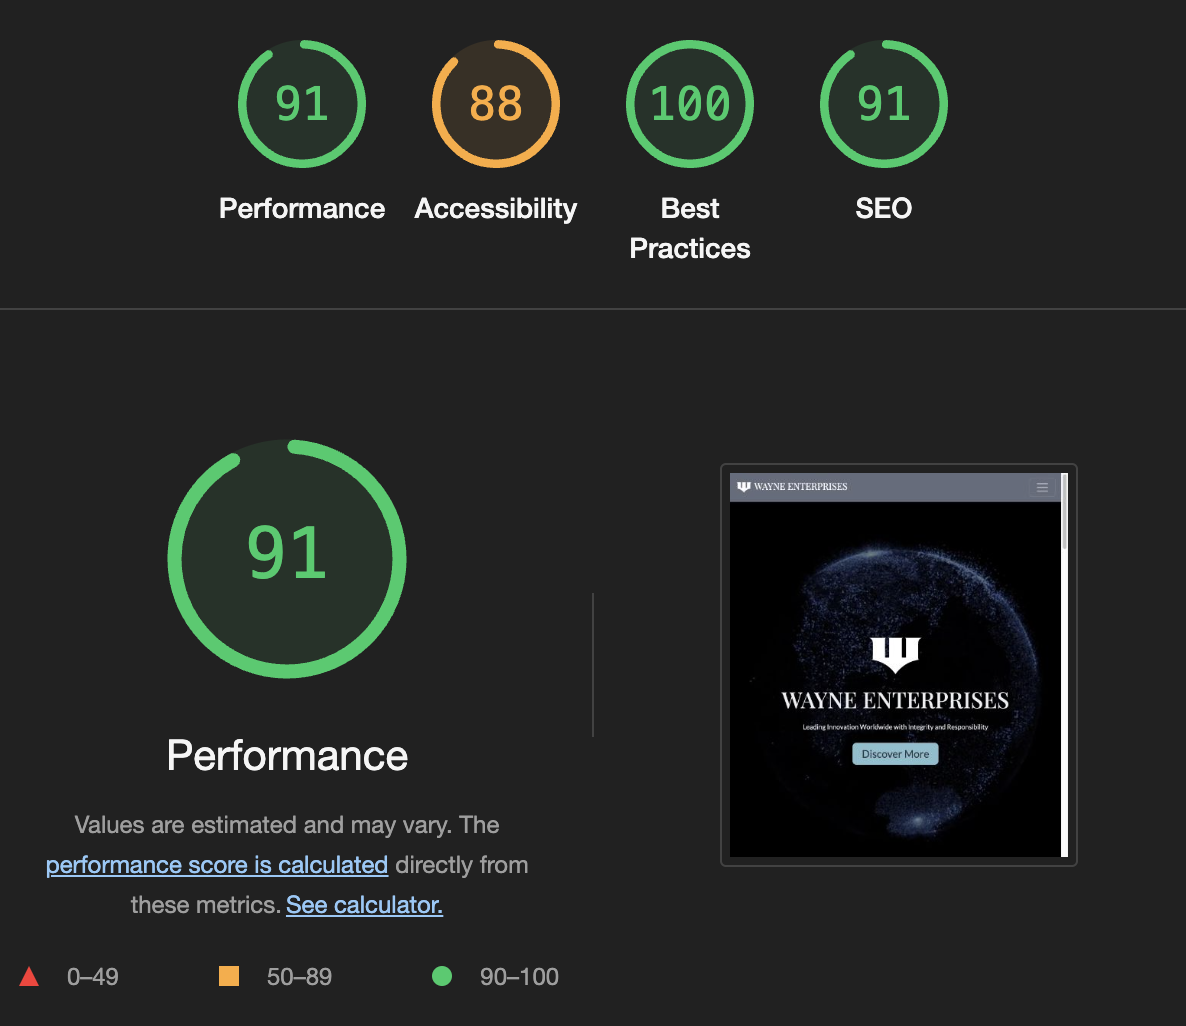 91
88
100
91
Performance
Accessibility
Best
Practices
SEO
91
Performance
Values are estimated and may vary. The
performance score is calculated directly from
these metrics. See calculator.
0–49
50–89
90–100
WAYNE ENTERPRISES
WAYNE ENTERPRISES
Leading Innovation Worldwide with Integrity and Responsibility
Discover More